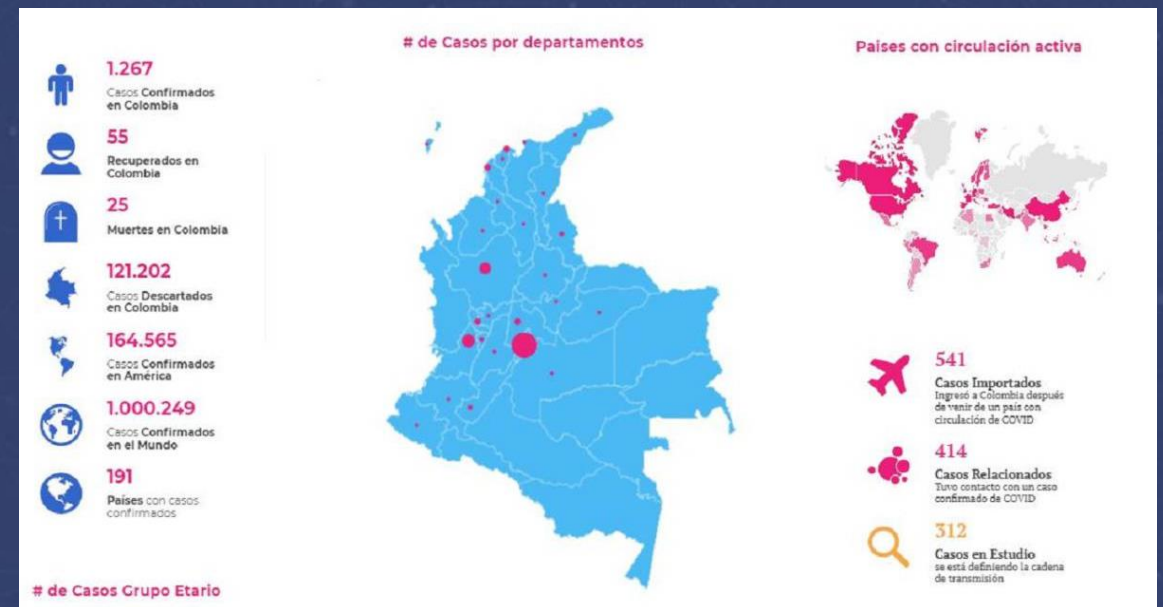 # de Casos por departamentos
Países con circulación activa
1.267
Casos Confirmados
en Colombia
55
Recuperados en
Colombia
25
Muertes en Colombia
121.202
Casos Descartados
en Colombia
164.565
Casos Confirmados
en América
1.000.249
Casos Confirmados
en el Mundo
191
Países con casos
confirmados
# de Casos Grupo Etario
541
Casos Importados
Ingresó a Colombia después
de venir de un país con
circulación de COVID
414
Casos Relacionados
Tuvo contacto con un caso
confirmado de COVID
312
Casos en Estudio
se está definiendo la cadena
de transmisión